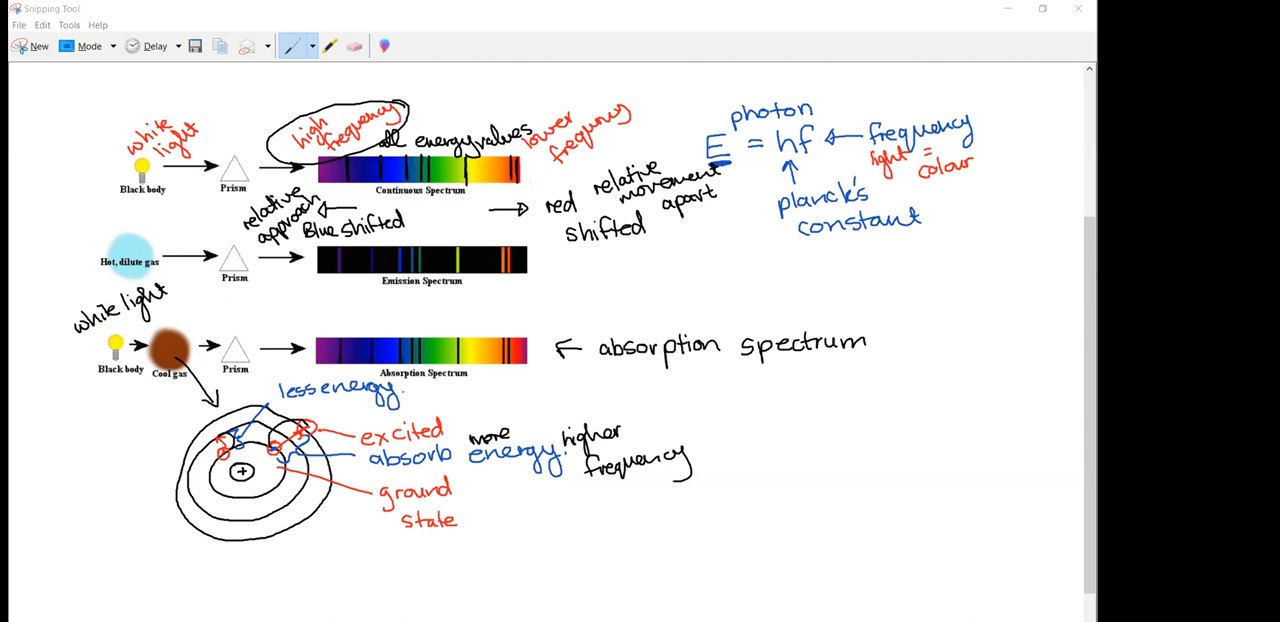 Snipping Tool
File Edit Tools Help
New Mode Delay
white
light
high
frequency
all energy values
lower
frequency
Black body
Prism
Continuous Spectrum
photon
E = hf ← frequency
light =
colour
planck's
constant
relative
approach
Blue shifted
red relative
movement
apart
shifted
Hot, dilute gas
Prism
Emission Spectrum
white light
Black body
Cool gas
Prism
Absorption Spectrum
← absorption spectrum
less energy.
excited
absorb more energy. higher
frequency
+
ground
state